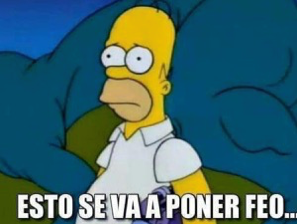 ESTO SE VA A PONER FEO...